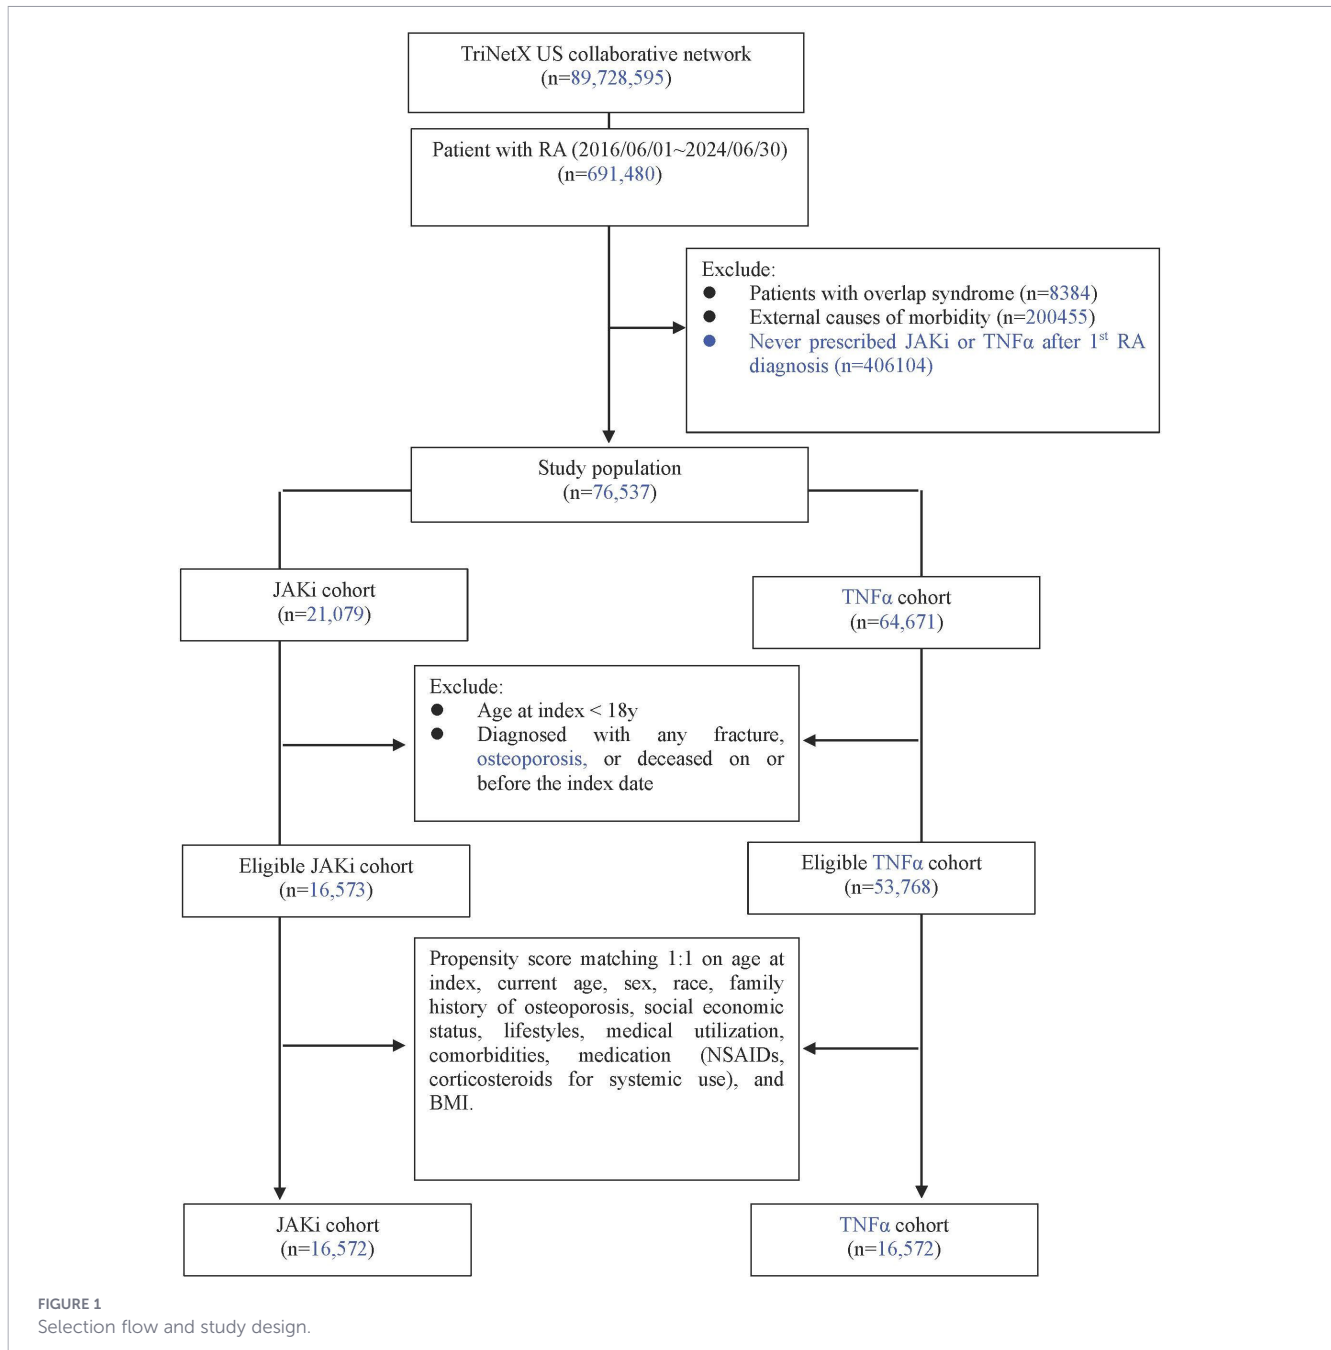 TriNetX US collaborative network
(n=89,728,595)
Patient with RA (2016/06/01~2024/06/30)
(n=691,480)
Exclude:
● Patients with overlap syndrome (n=8384)
● External causes of morbidity (n=200455)
● Never prescribed JAKi or TNFα after 1st RA
diagnosis (n=406104)
Study population
(n=76,537)
JAKi cohort
(n=21,079)
TNFα cohort
(n=64,671)
Exclude:
● Age at index < 18y
● Diagnosed with any fracture,
osteoporosis, or deceased on or
before the index date
Eligible JAKi cohort
(n=16,573)
Eligible TNFα cohort
(n=53,768)
Propensity score matching 1:1 on age at
index, current age, sex, race, family
history of osteoporosis, social economic
status, lifestyles, medical utilization,
comorbidities, medication (NSAIDs,
corticosteroids for systemic use), and
BMI.
JAKi cohort
(n=16,572)
TNFα cohort
(n=16,572)
FIGURE 1
Selection flow and study design.